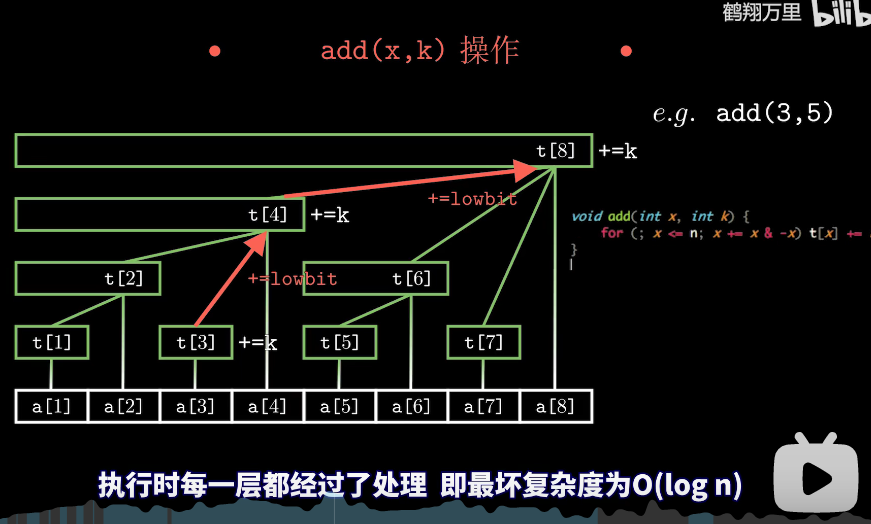 鹤翔万里 bilib
add(x,k) 操作
e.g. add(3,5)
t[8] +=k
+=lowbit
t[4] +=k
void add(int x, int k) {
for (; x <= n; x += x & -x) t[x] +=
}
t[2] +=lowbit t[6]
t[1] t[3] +=k t[5] t[7]
a[1] a[2] a[3] a[4] a[5] a[6] a[7] a[8]
执行时每一层都经过了处理 即最坏复杂度为O(log n)